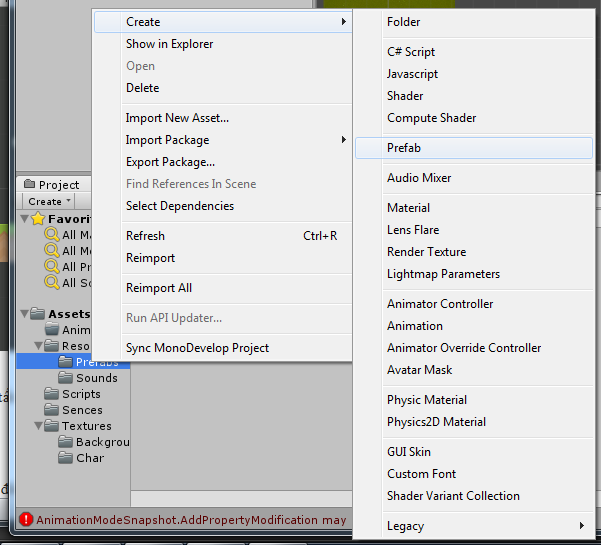 Create
Show in Explorer
Open
Delete
Import New Asset...
Import Package
Export Package...
Find References In Scene
Select Dependencies
Refresh Ctrl+R
Reimport
Reimport All
Run API Updater...
Sync MonoDevelop Project
Folder
C# Script
Javascript
Shader
Compute Shader
Prefab
Audio Mixer
Material
Lens Flare
Render Texture
Lightmap Parameters
Animator Controller
Animation
Animator Override Controller
Avatar Mask
Physic Material
Physics2D Material
GUI Skin
Custom Font
Shader Variant Collection
Legacy
Project
Create
Favorit
All Ma
All Mo
All Pr
All Sc
Assets
Anim
Reso
Prefabs
Sounds
Scripts
Sences
Textures
Backgrou
Char
AnimationModeSnapshot.AddPropertyModification may